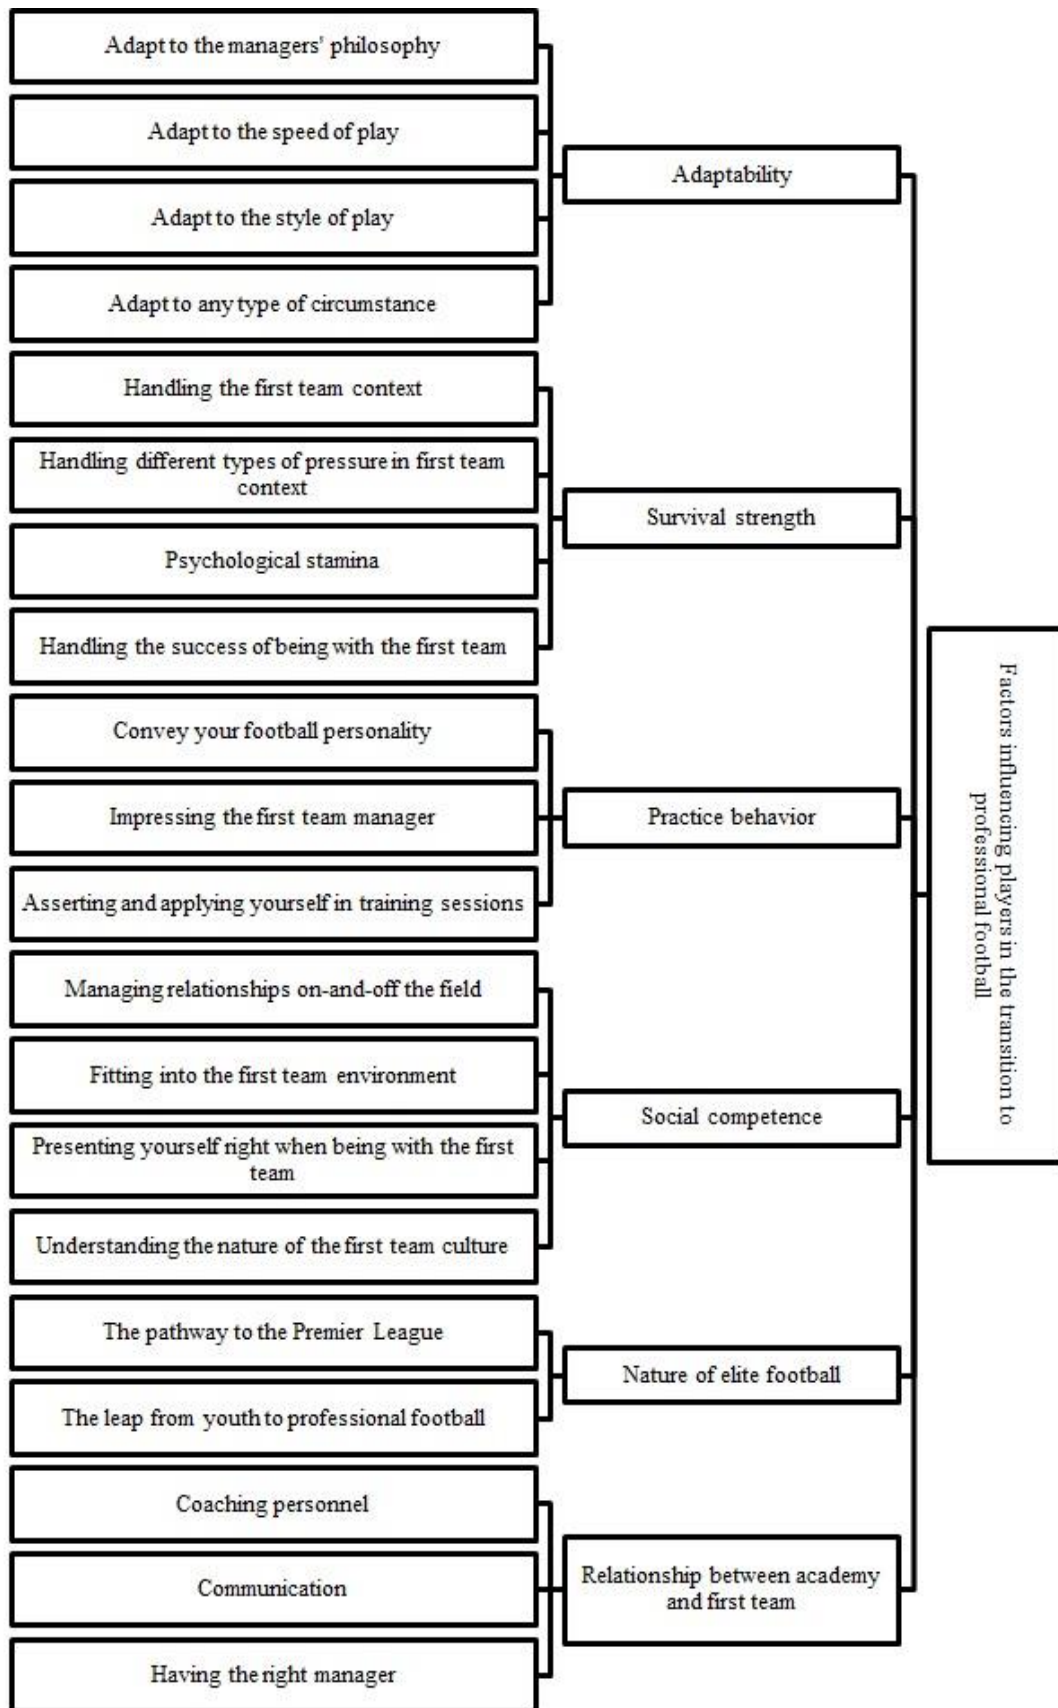 Adapt to the managers' philosophy
Adapt to the speed of play
Adapt to the style of play
Adapt to any type of circumstance
Adaptability
Handling the first team context
Handling different types of pressure in first team
context
Psychological stamina
Handling the success of being with the first team
Survival strength
Convey your football personality
Impressing the first team manager
Asserting and applying yourself in training sessions
Practice behavior
Managing relationships on-and-off the field
Fitting into the first team environment
Presenting yourself right when being with the first
team
Understanding the nature of the first team culture
Social competence
The pathway to the Premier League
The leap from youth to professional football
Nature of elite football
Coaching personnel
Communication
Having the right manager
Relationship between academy
and first team
Factors influencing players in the transition to
professional football